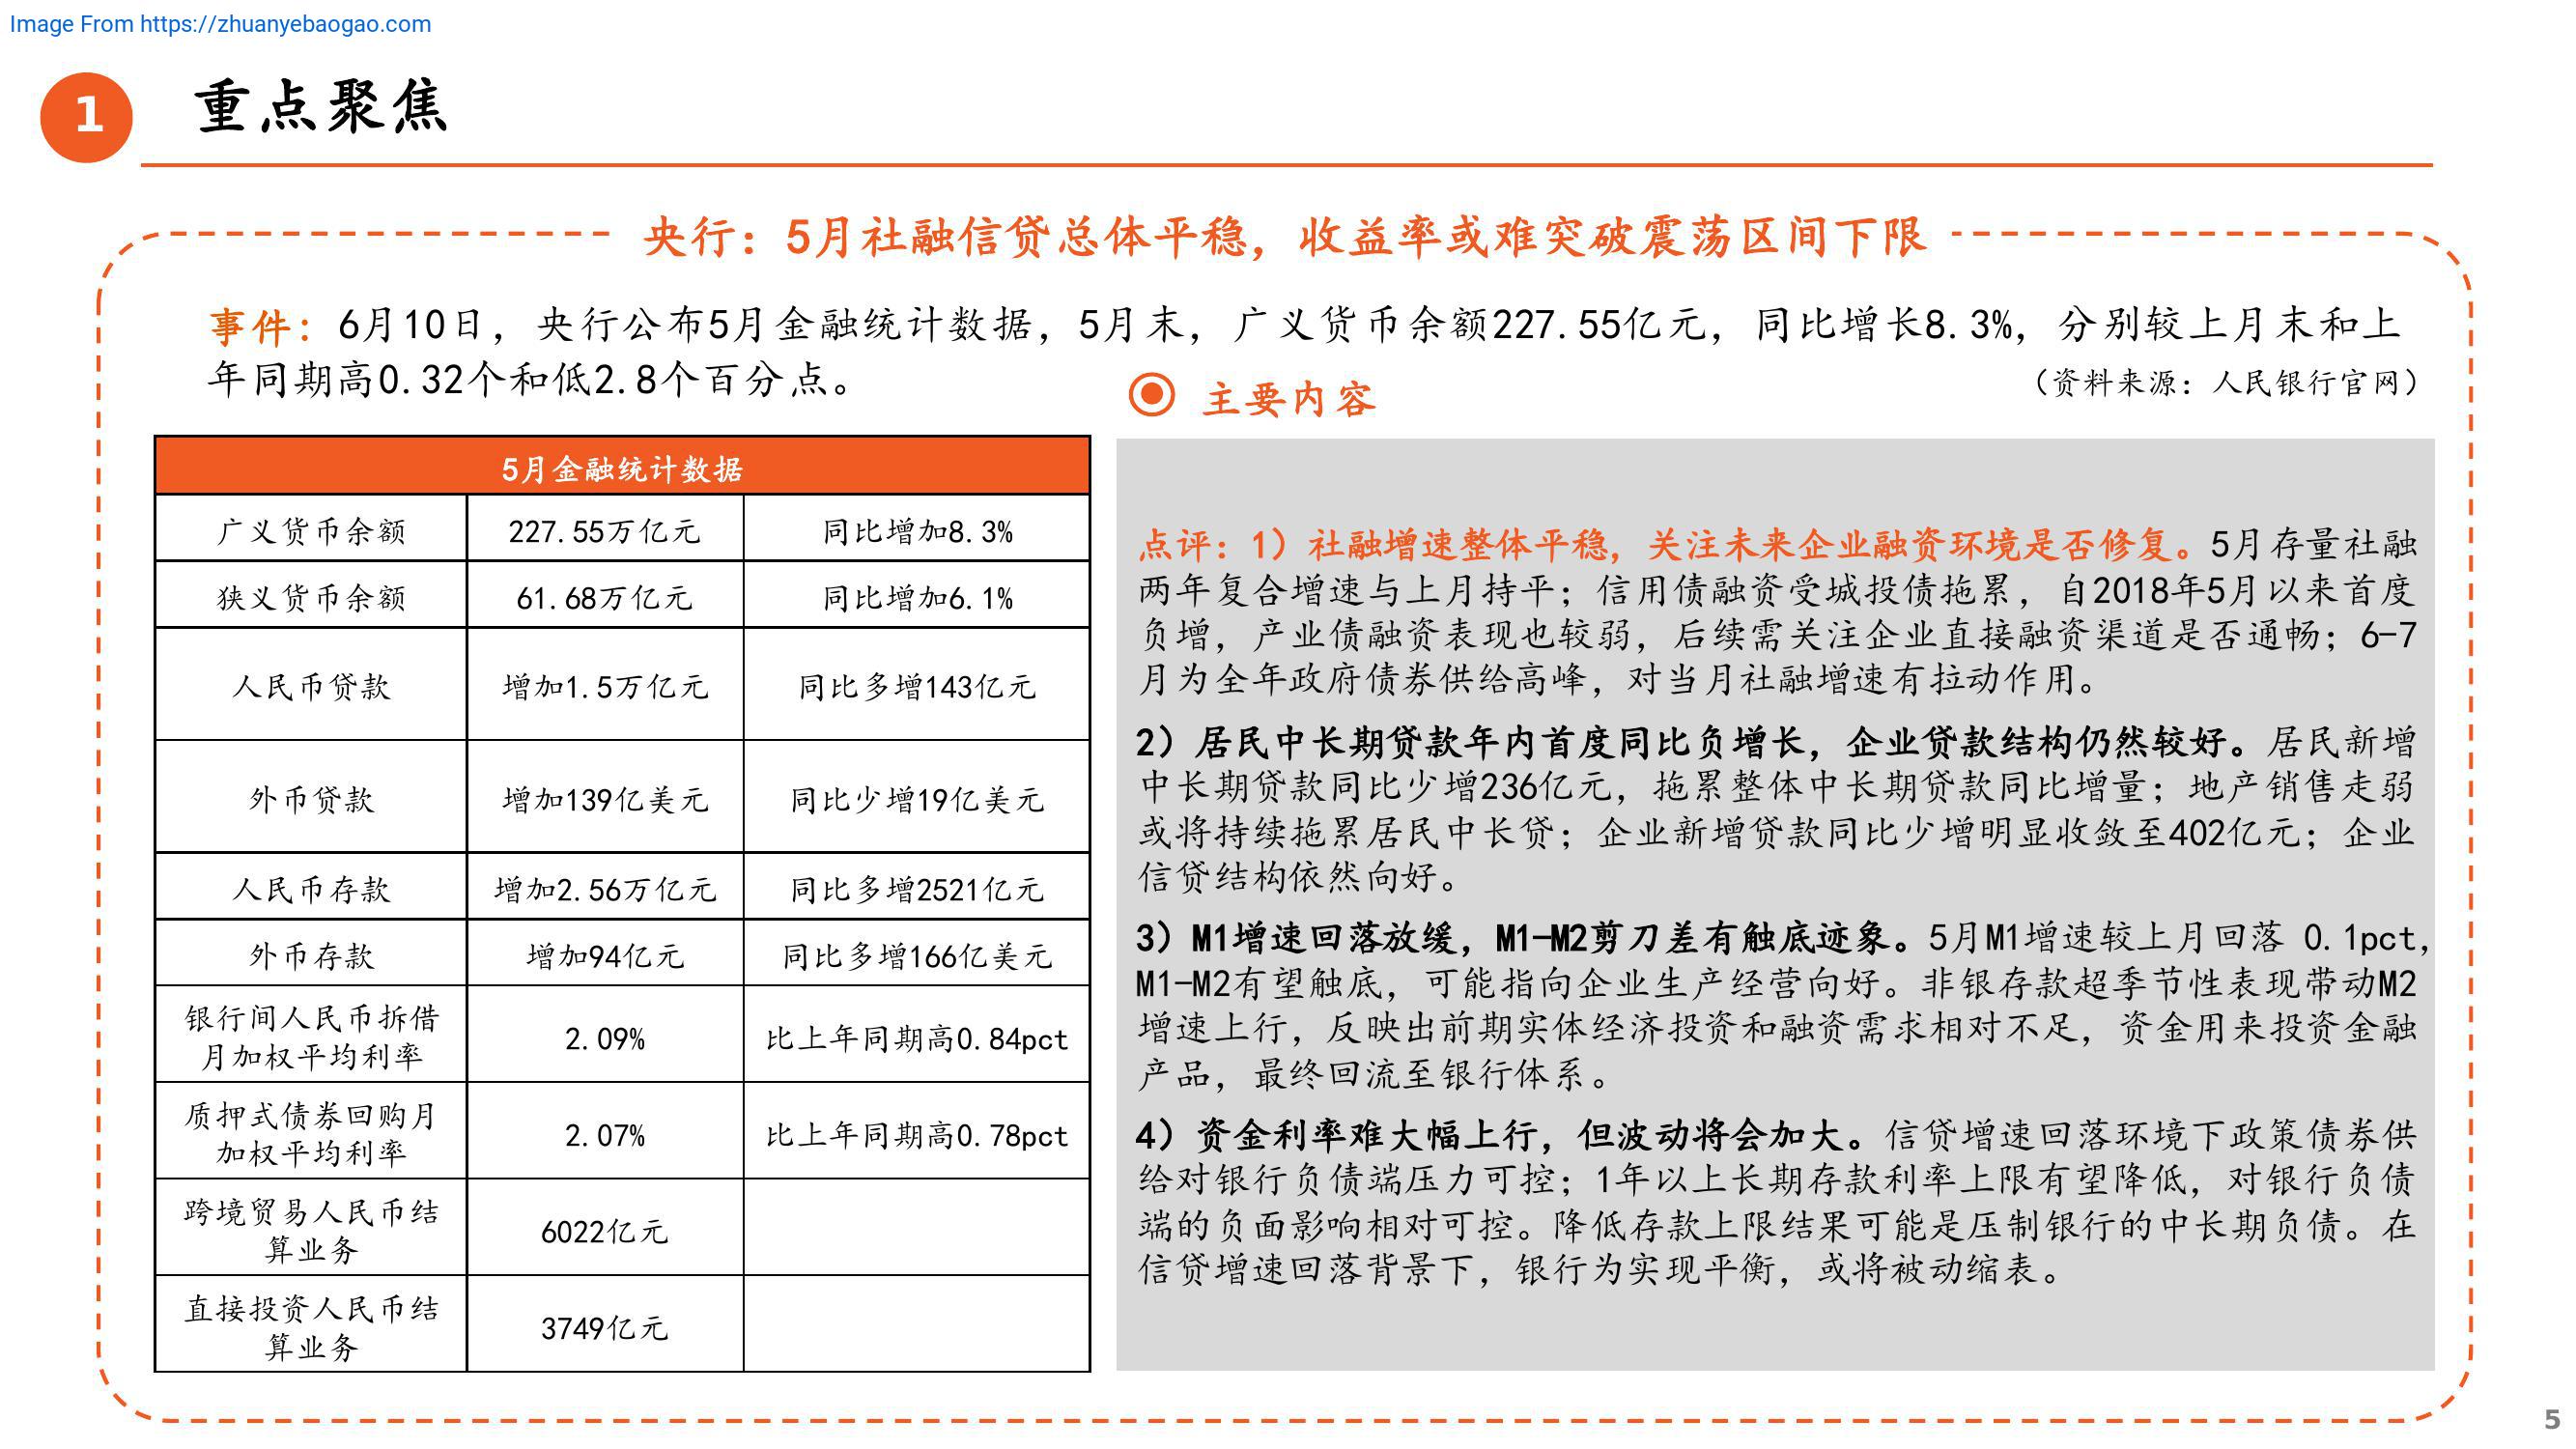 Image From https://zhuanyebaogao.com
1
重点聚焦
央行：5月社融信贷总体平稳，收益率或难突破震荡区间下限
事件：6月10日，央行公布5月金融统计数据，5月末，广义货币余额227.55亿元，同比增长8.3%，分别较上月末和上
年同期高0.32个和低2.8个百分点。
（资料来源：人民银行官网）
5月金融统计数据
广义货币余额 227.55万亿元 同比增加8.3%
狭义货币余额 61.68万亿元 同比增加6.1%
人民币贷款 增加1.5万亿元 同比多增143亿元
外币贷款 增加139亿美元 同比少增19亿美元
人民币存款 增加2.56万亿元 同比多增2521亿元
外币存款 增加94亿元 同比多增166亿美元
银行间人民币拆借
月加权平均利率
2.09% 比上年同期高0.84pct
质押式债券回购月
加权平均利率
2.07% 比上年同期高0.78pct
跨境贸易人民币结
算业务
6022亿元
直接投资人民币结
算业务
3749亿元
主要内容
点评：1）社融增速整体平稳，关注未来企业融资环境是否修复。5月存量社融
两年复合增速与上月持平；信用债融资受城投债拖累，自2018年5月以来首度
负增，产业债融资表现也较弱，后续需关注企业直接融资渠道是否通畅；6-7
月为全年政府债券供给高峰，对当月社融增速有拉动作用。
2）居民中长期贷款年内首度同比负增长，企业贷款结构仍然较好。居民新增
中长期贷款同比少增236亿元，拖累整体中长期贷款同比增量；地产销售走弱
或将持续拖累居民中长贷；企业新增贷款同比少增明显收敛至402亿元；企业
信贷结构依然向好。
3）M1增速回落放缓，M1-M2剪刀差有触底迹象。5月M1增速较上月回落 0.1pct，
M1-M2有望触底，可能指向企业生产经营向好。非银存款超季节性表现带动M2
增速上行，反映出前期实体经济投资和融资需求相对不足，资金用来投资金融
产品，最终回流至银行体系。
4）资金利率难大幅上行，但波动将会加大。信贷增速回落环境下政策债券供
给对银行负债端压力可控；1年以上长期存款利率上限有望降低，对银行负债
端的负面影响相对可控。降低存款上限结果可能是压制银行的中长期负债。在
信贷增速回落背景下，银行为实现平衡，或将被动缩表。
5